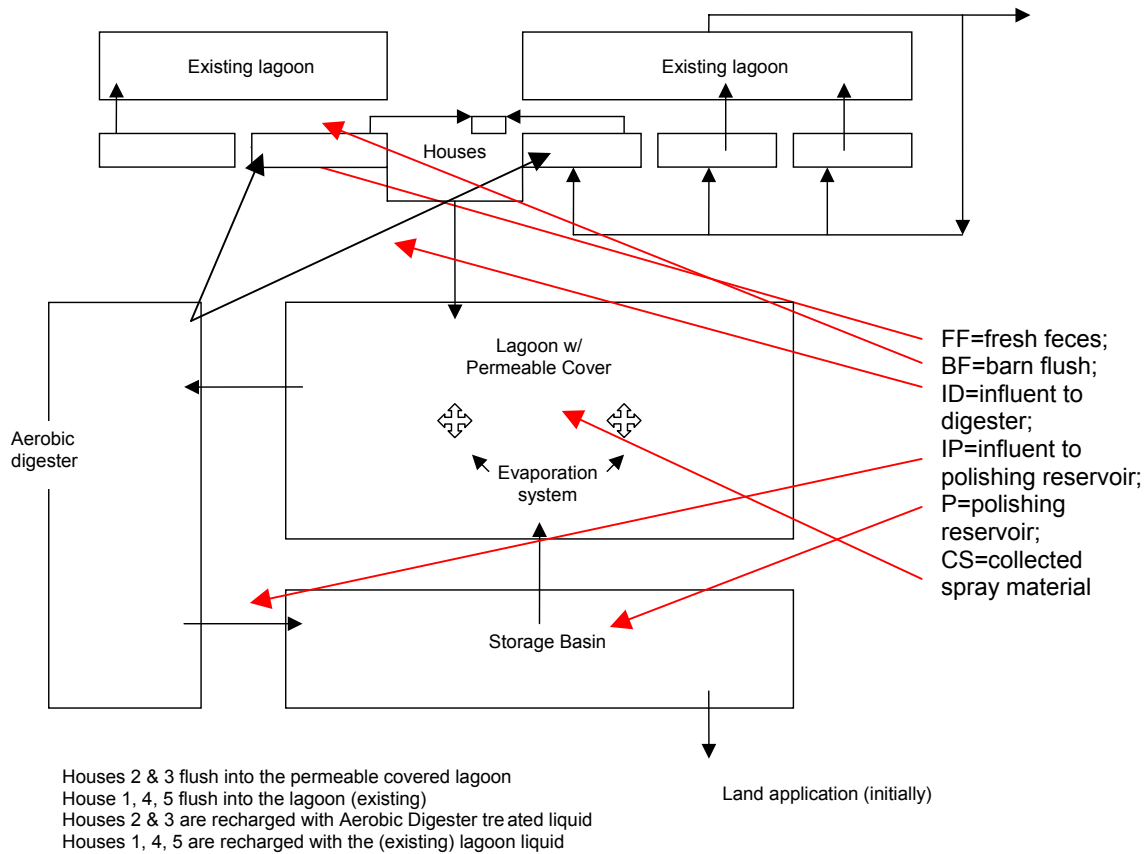 Existing lagoon
Existing lagoon
Houses
Lagoon w/
Permeable Cover
Aerobic
digester
Evaporation
system
Storage Basin
FF=fresh feces;
BF=barn flush;
ID=influent to
digester;
IP=influent to
polishing reservoir;
P=polishing
reservoir;
CS=collected
spray material
Houses 2 & 3 flush into the permeable covered lagoon
House 1, 4, 5 flush into the lagoon (existing)
Houses 2 & 3 are recharged with Aerobic Digester treated liquid
Houses 1, 4, 5 are recharged with the (existing) lagoon liquid
Land application (initially)